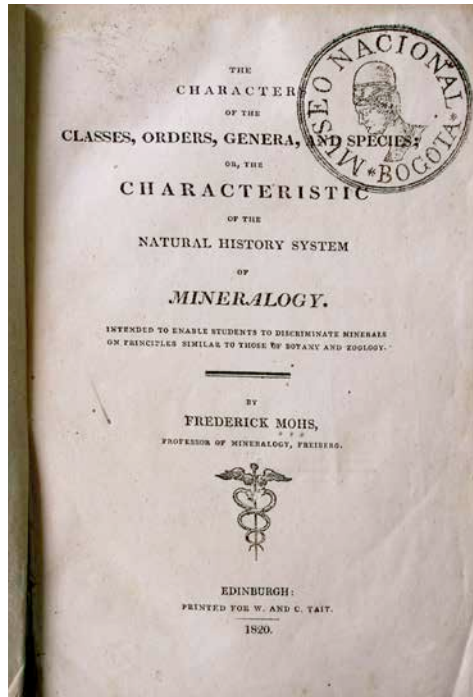 THE
CHARACTERS
OF THE
CLASSES, ORDERS, GENERA, AND SPECIES;
OR, THE
CHARACTERISTIC
OF THE
NATURAL HISTORY SYSTEM
OF
MINERALOGY.
INTENDED TO ENABLE STUDENTS TO DISCRIMINATE MINERALS
ON PRINCIPLES SIMILAR TO THOSE OF BOTANY AND ZOOLOGY.
BY
FREDERICK MOHS,
PROFESSOR OF MINERALOGY, FREIBERG.
EDINBURGH:
PRINTED FOR W. AND C. TAIT.
1820.
MUSEO NACIONAL
* BOGOTA *